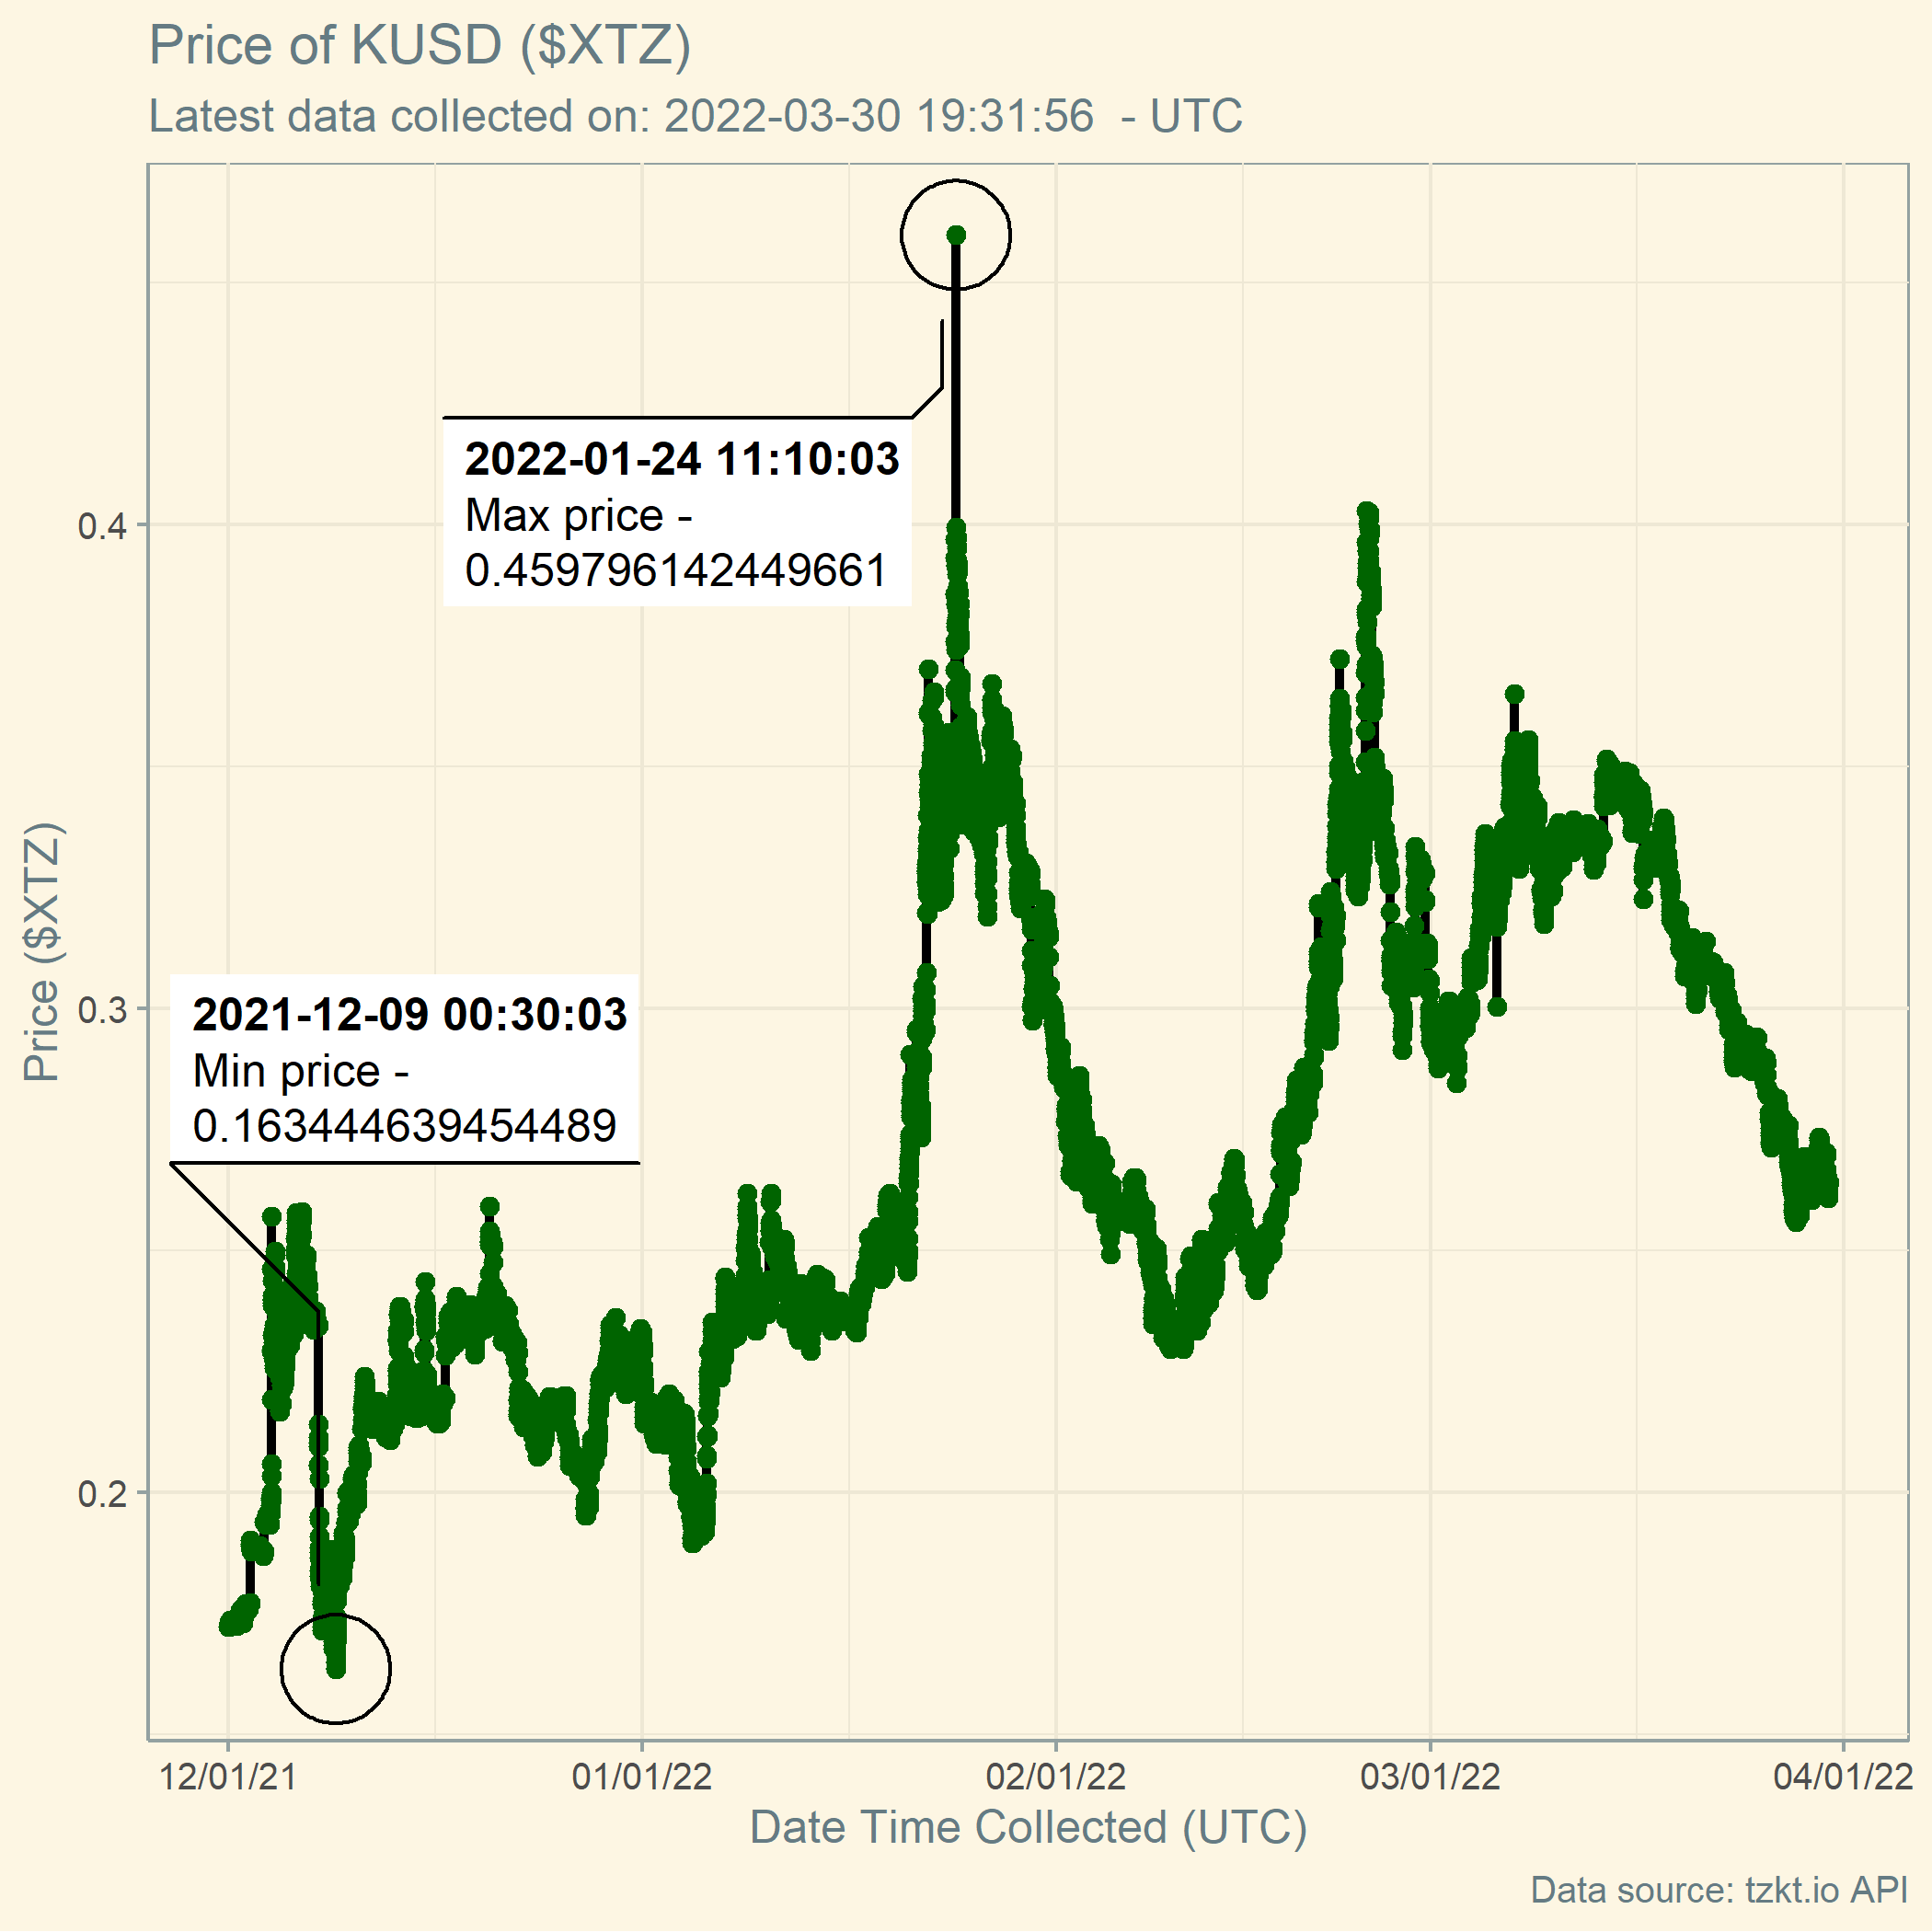 Price of KUSD ($XTZ)
Latest data collected on: 2022-03-30 19:31:56  - UTC
2022-01-24 11:10:03
Max price -
0.459796142449661
2021-12-09 00:30:03
Min price -
0.163444639454489
Price ($XTZ)
0.4
0.3
0.2
12/01/21
01/01/22
02/01/22
03/01/22
04/01/22
Date Time Collected (UTC)
Data source: tzkt.io API